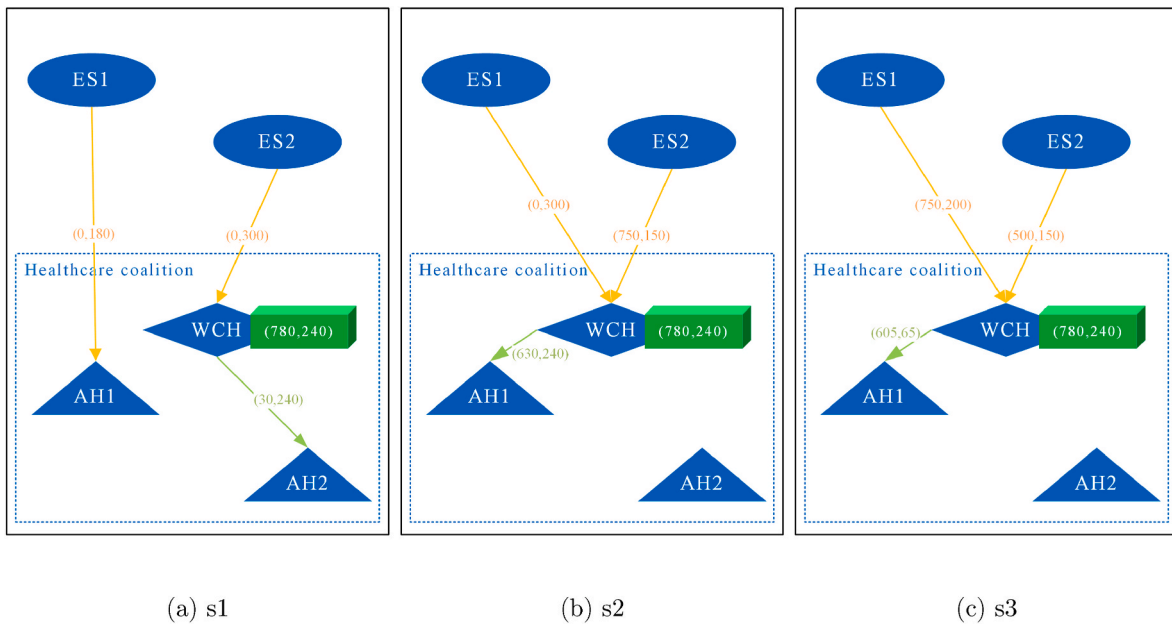 ES1
ES2
(0,180)
(0,300)
Healthcare coalition
WCH
(780,240)
AH1
(30,240)
AH2
(a) s1
ES1
ES2
(0,300)
(750,150)
Healthcare coalition
WCH
(780,240)
(630,240)
AH1
AH2
(b) s2
ES1
ES2
(750,200)
(500,150)
Healthcare coalition
WCH
(780,240)
(605,65)
AH1
AH2
(c) s3